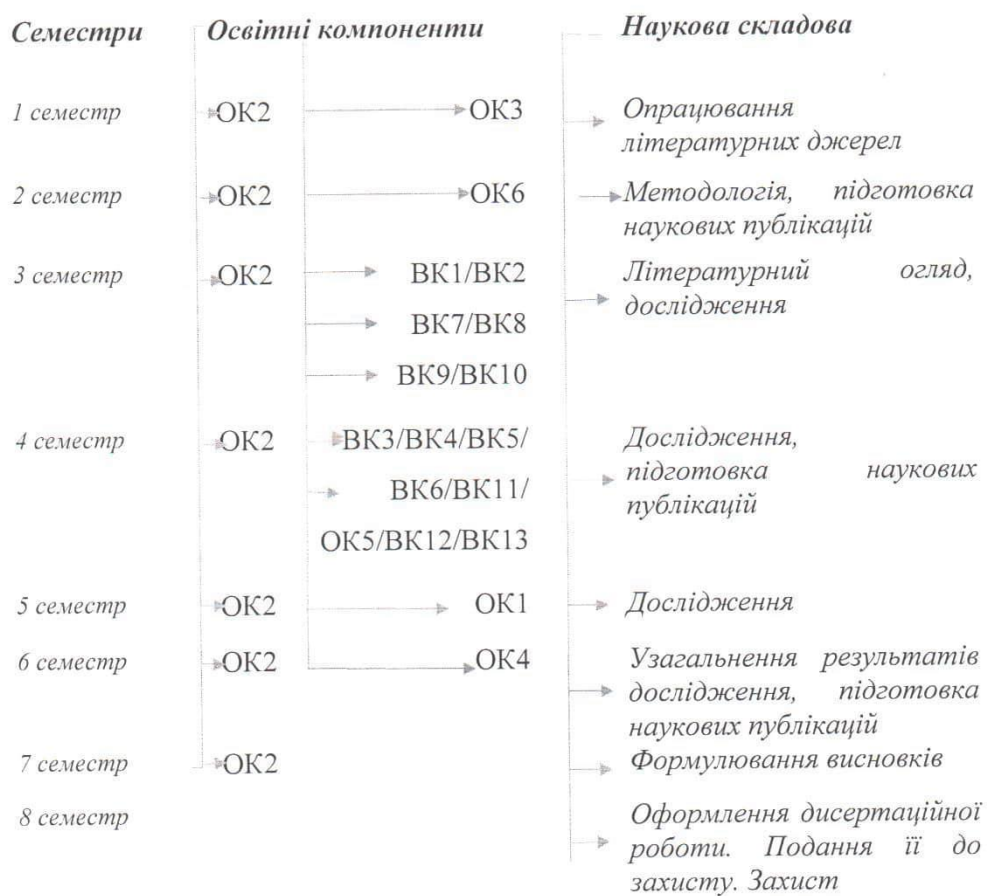 Семестри Освітні компоненти Наукова складова
1 семестр ОК2 ОК3 Опрацювання
літературних джерел
2 семестр ОК2 ОК6 Методологія, підготовка
наукових публікацій
3 семестр ОК2 ВК1/ВК2 Літературний огляд,
дослідження
ВК7/ВК8
ВК9/ВК10
4 семестр ОК2 ВК3/ВК4/ВК5/ Дослідження,
підготовка наукових
ВК6/ВК11/ публікацій
ОК5/ВК12/ВК13
5 семестр ОК2 ОК1 Дослідження
6 семестр ОК2 ОК4 Узагальнення результатів
дослідження, підготовка
наукових публікацій
7 семестр ОК2 Формулювання висновків
8 семестр Оформлення дисертаційної
роботи. Подання її до
захисту. Захист